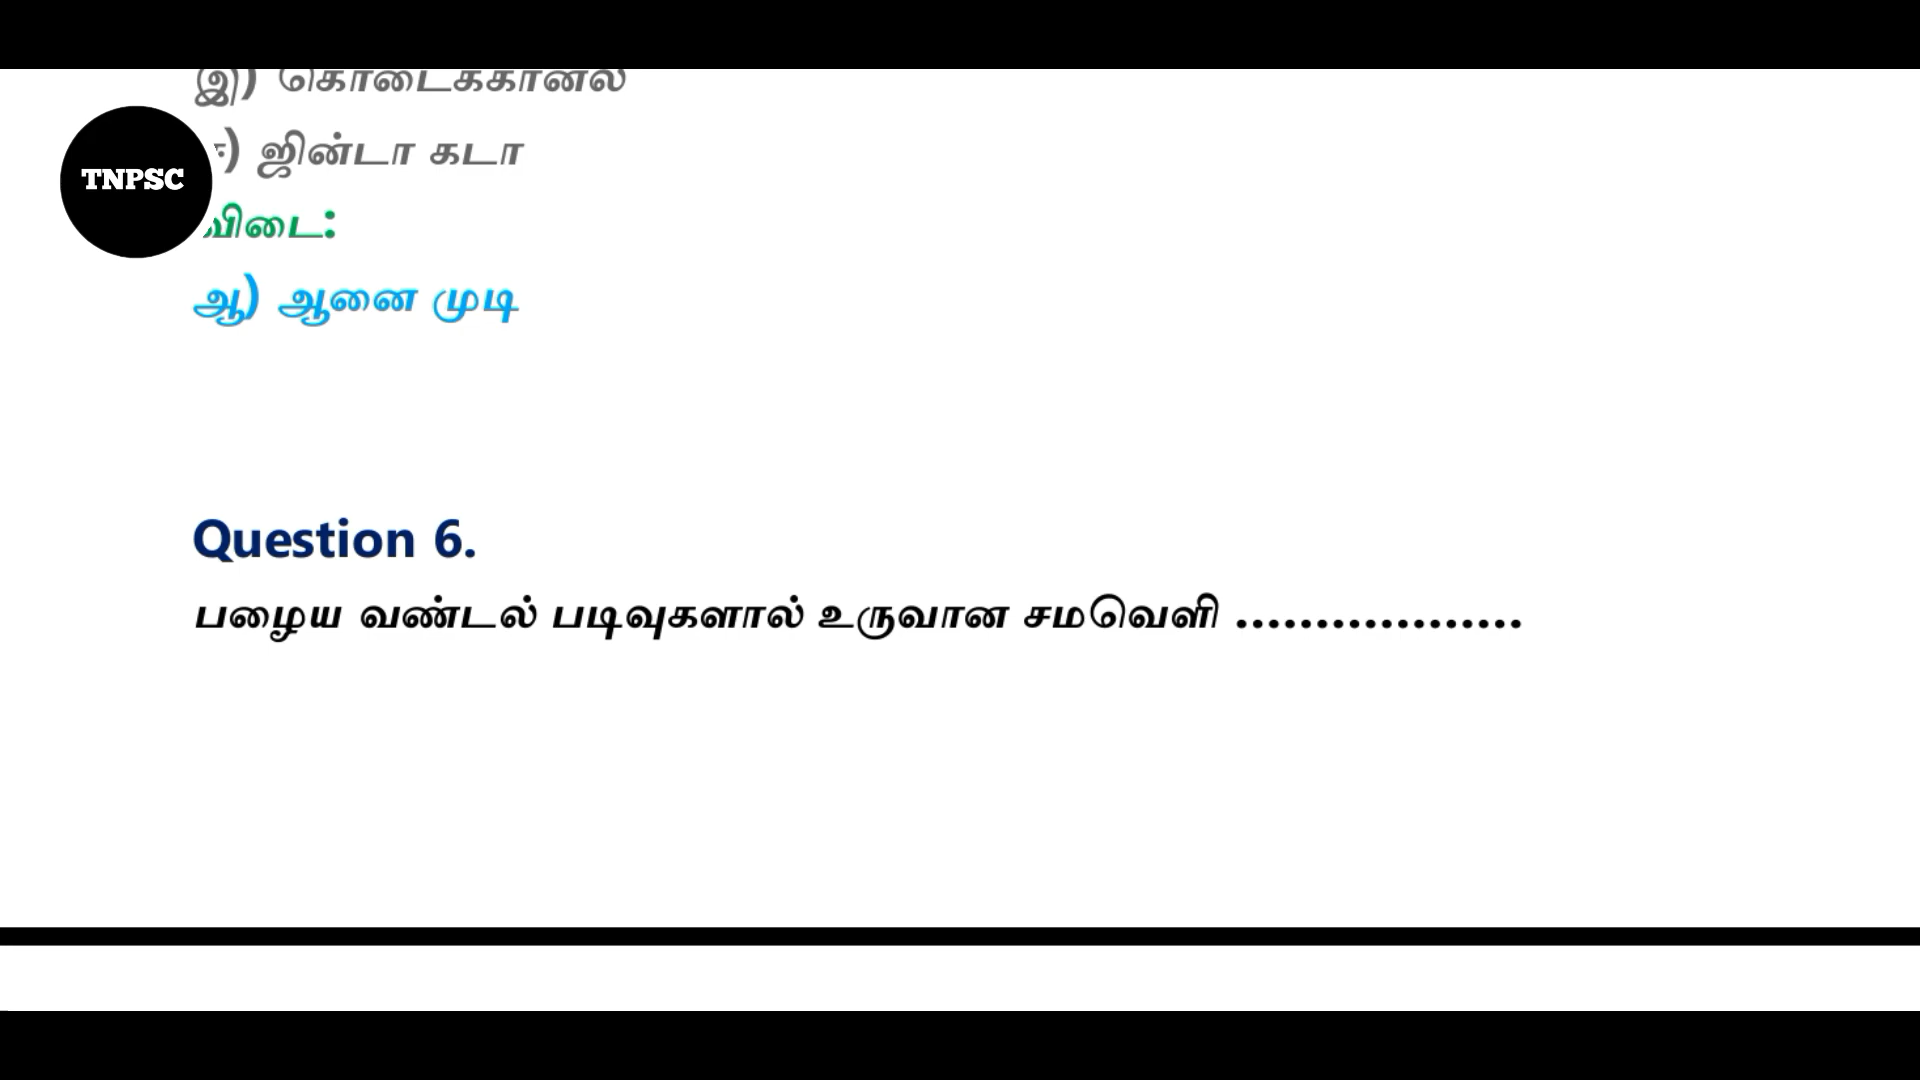 இ) கொடைக்கானல்
TNPSC
ஈ) ஜின்டா கடா
விடை:
ஆ) ஆனை முடி
Question 6.
பழைய வண்டல் படிவுகளால் உருவான சமவெளி ..................